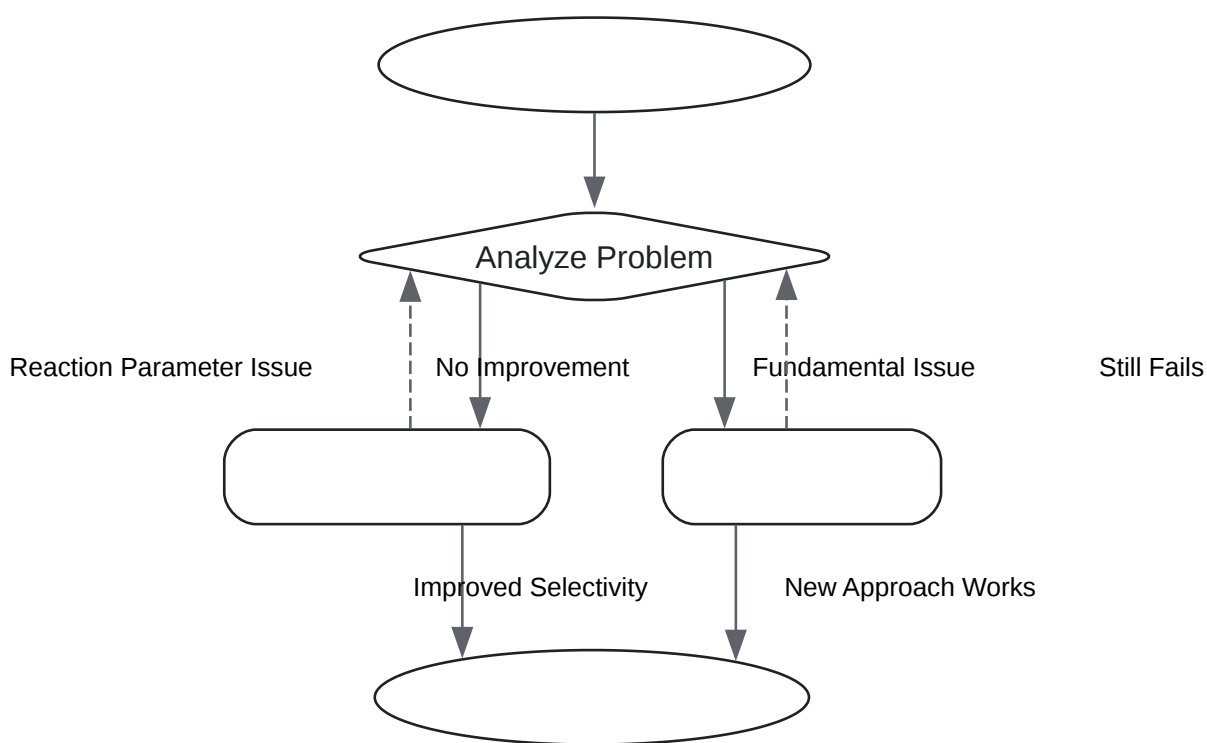 Analyze Problem
Reaction Parameter Issue
No Improvement
Fundamental Issue
Still Fails
Improved Selectivity
New Approach Works